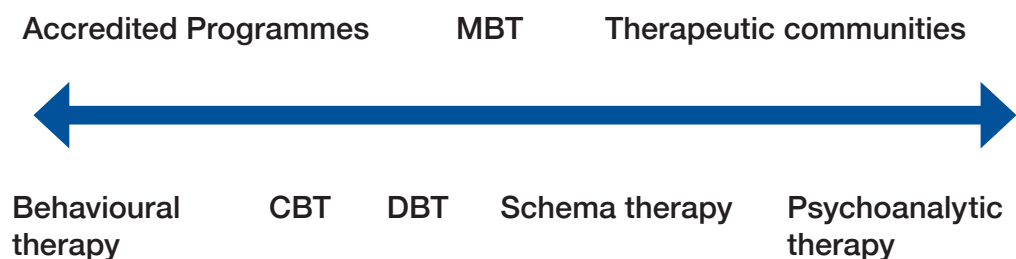 Accredited Programmes MBT Therapeutic communities
Behavioural CBT DBT Schema therapy Psychoanalytic
therapy therapy